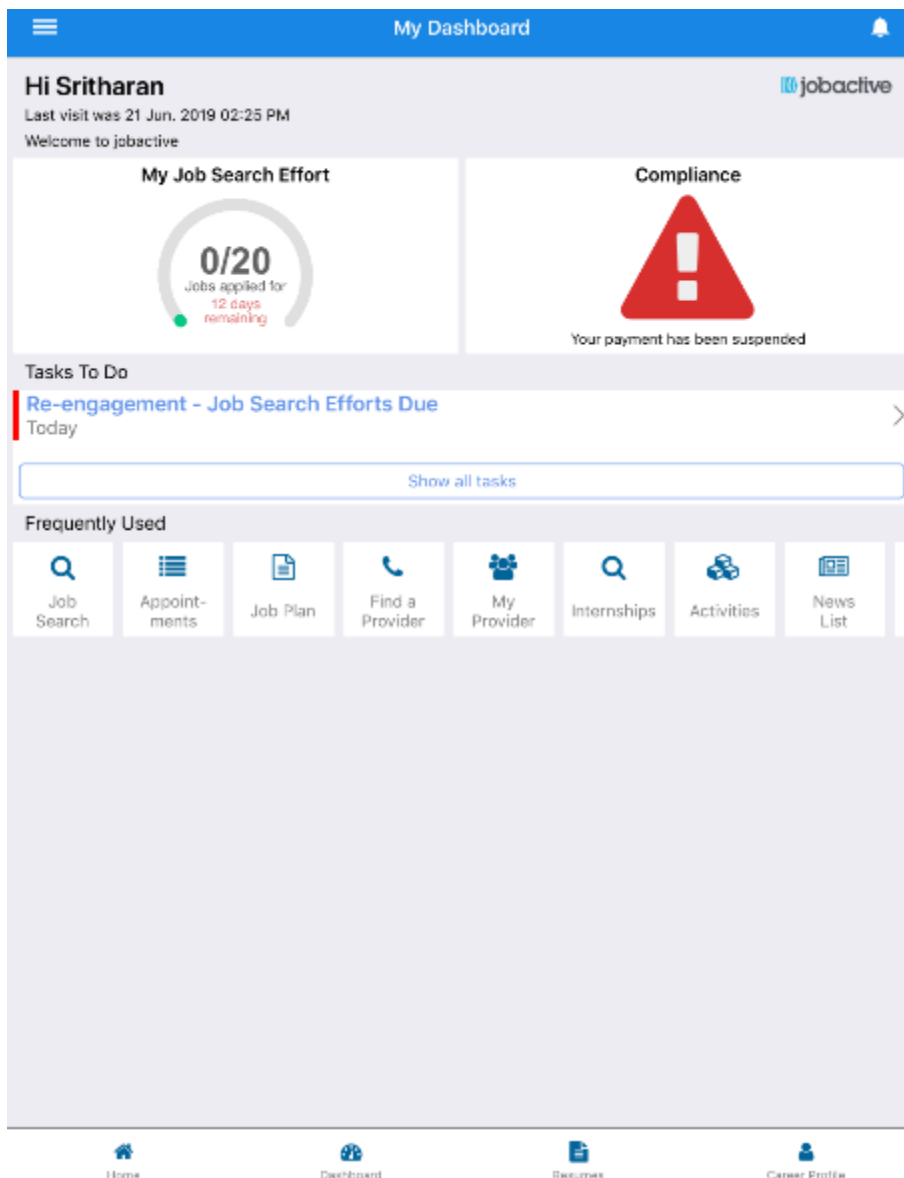 My Dashboard
Hi Sritharan
jobactive
Last visit was 21 Jun. 2019 02:25 PM
Welcome to jobactive
My Job Search Effort
0/20
Jobs applied for
12 days
remaining
Compliance
Your payment has been suspended
Tasks To Do
Re-engagement - Job Search Efforts Due
Today
Show all tasks
Frequently Used
Job
Search
Appoint-
ments
Job Plan
Find a
Provider
My
Provider
Internships
Activities
News
List
Home
Dashboard
Resumes
Career Profile